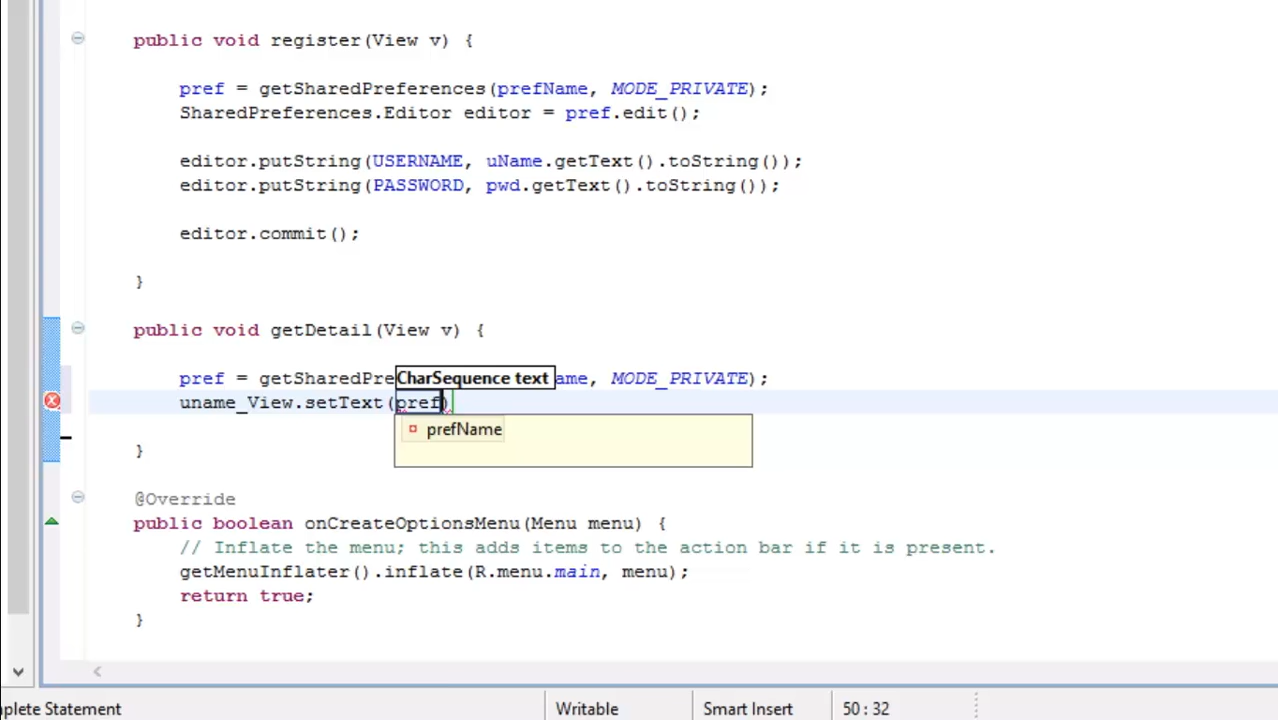 public void register(View v) {
pref = getSharedPreferences(prefName, MODE_PRIVATE);
SharedPreferences.Editor editor = pref.edit();
editor.putString(USERNAME, uName.getText().toString());
editor.putString(PASSWORD, pwd.getText().toString());
editor.commit();
}
public void getDetail(View v) {
pref = getSharedPre CharSequence text ame, MODE_PRIVATE);
uname_View.setText(pref)
prefName
}
@Override
public boolean onCreateOptionsMenu(Menu menu) {
// Inflate the menu; this adds items to the action bar if it is present.
getMenuInflater().inflate(R.menu.main, menu);
return true;
}
plete Statement Writable Smart Insert 50 : 32